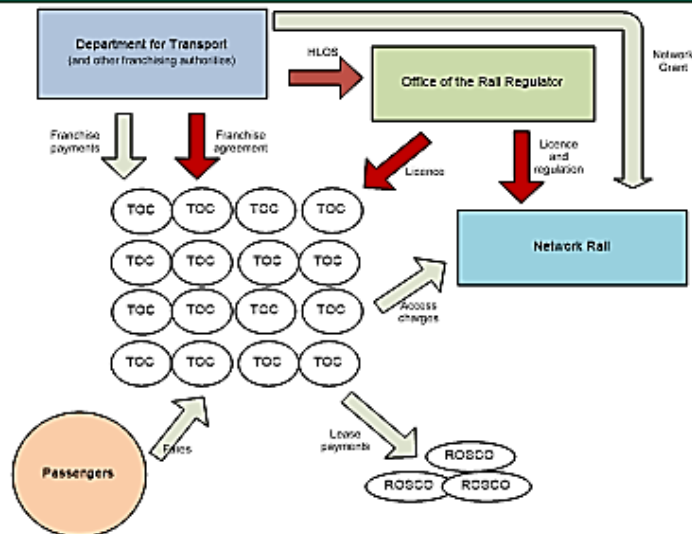 Department for Transport
(and other franchising authorities)
HLOS
Network
Grant
Office of the Rail Regulator
Franchise
payments
Franchise
agreement
Licence
Licence
and
regulation
TOC TOC TOC TOC
Network Rail
TOC TOC TOC TOC
TOC TOC TOC TOC
Access
charges
TOC TOC TOC TOC
Passengers
Fares
Lease
payments
ROSCO
ROSCO ROSCO